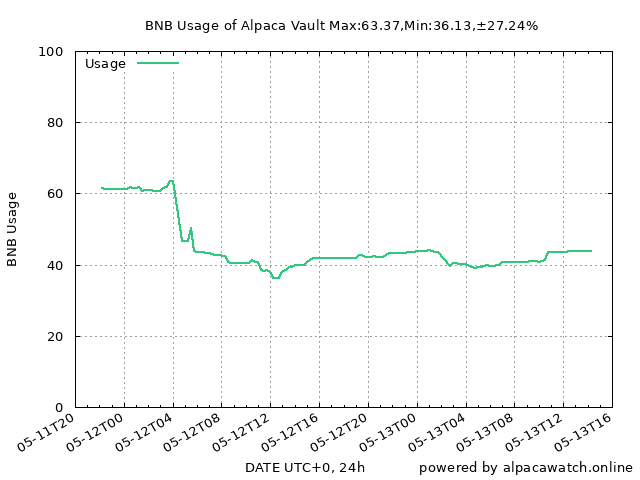 BNB Usage of Alpaca Vault Max:63.37,Min:36.13,±27.24%
Usage
100
80
60
40
20
0
BNB Usage
05-11T20
05-12T00
05-12T04
05-12T08
05-12T12
05-12T16
05-12T20
05-13T00
05-13T04
05-13T08
05-13T12
05-13T16
DATE UTC+0, 24h
powered by alpacawatch.online